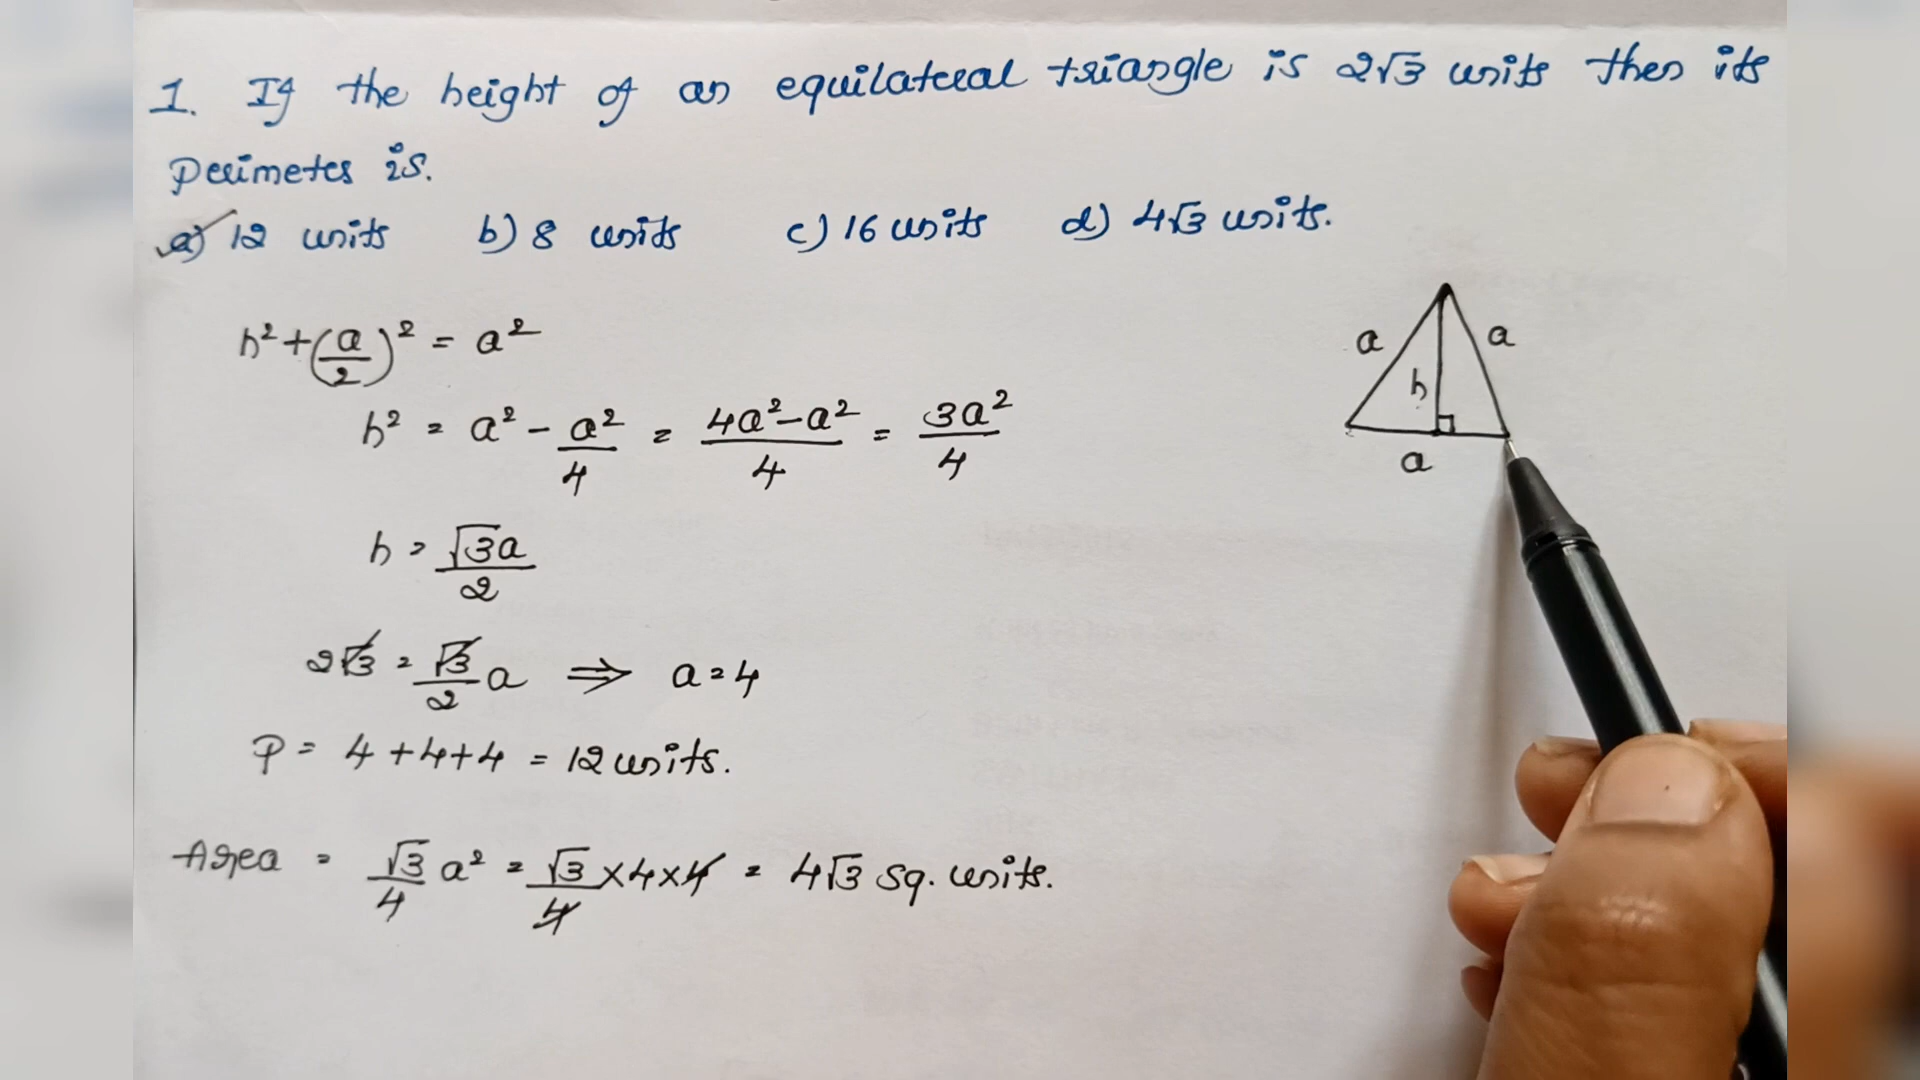 1. If the height of an equilateral triangle is 2√3 units then its
Perimeter is.
a) 12 units b) 8 units c) 16 units d) 4√3 units.
h² + (a/2)² = a²
h² = a² - a²/4 = (4a² - a²)/4 = 3a²/4
h = √3a/2
2√3 = √3/2 a ⇒ a = 4
P = 4 + 4 + 4 = 12 units.
Area = √3/4 a² = √3/4 × 4 × 4 = 4√3 sq. units.
a
a
h
a